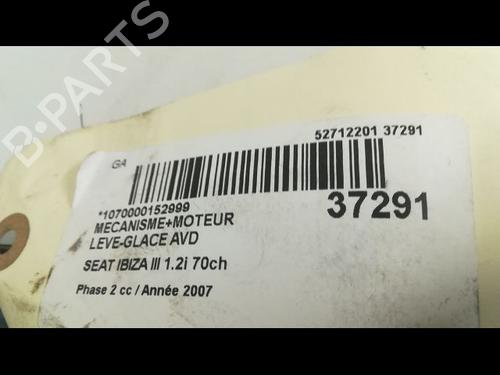 B-PARTS
GA
52712201 37291
*1070000152999
37291
MECANISME+MOTEUR
LEVE-GLACE AVD
SEAT IBIZA III 1.2i 70ch
Phase 2 cc / Année 2007